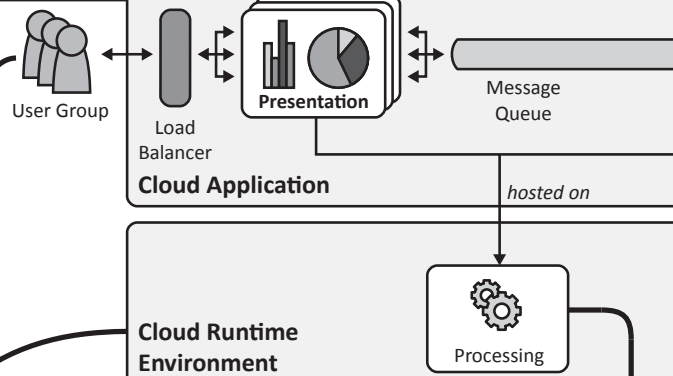 Presentation
User Group
Message
Queue
Load
Balancer
Cloud Application
hosted on
Cloud Runtime
Environment
Processing